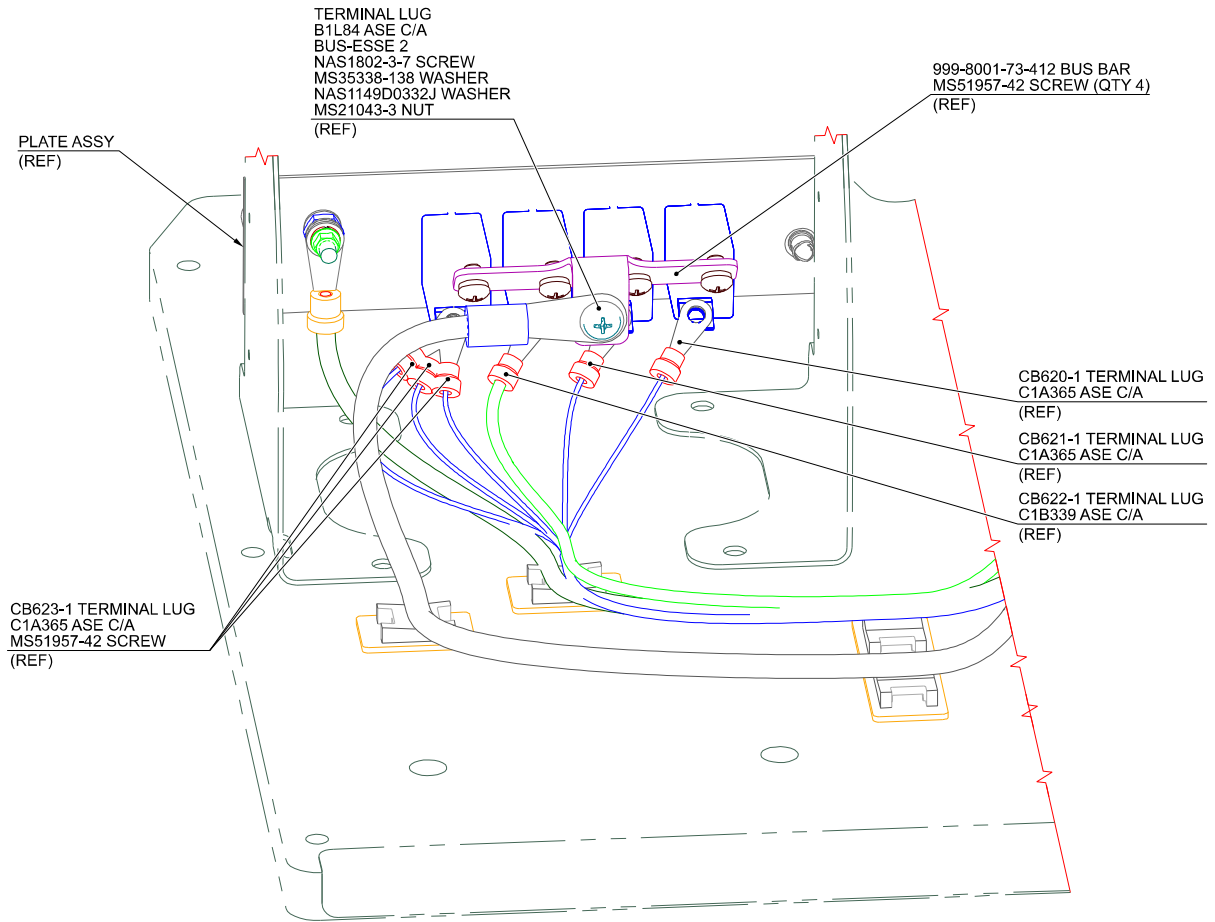 TERMINAL LUG
B1L84 ASE C/A
BUS-ESSE 2
NAS1802-3-7 SCREW
MS35338-138 WASHER
NAS1149D0332J WASHER
MS21043-3 NUT
(REF)
999-8001-73-412 BUS BAR
MS51957-42 SCREW (QTY 4)
(REF)
PLATE ASSY
(REF)
CB620-1 TERMINAL LUG
C1A365 ASE C/A
(REF)
CB621-1 TERMINAL LUG
C1A365 ASE C/A
(REF)
CB622-1 TERMINAL LUG
C1B339 ASE C/A
(REF)
CB623-1 TERMINAL LUG
C1A365 ASE C/A
MS51957-42 SCREW
(REF)